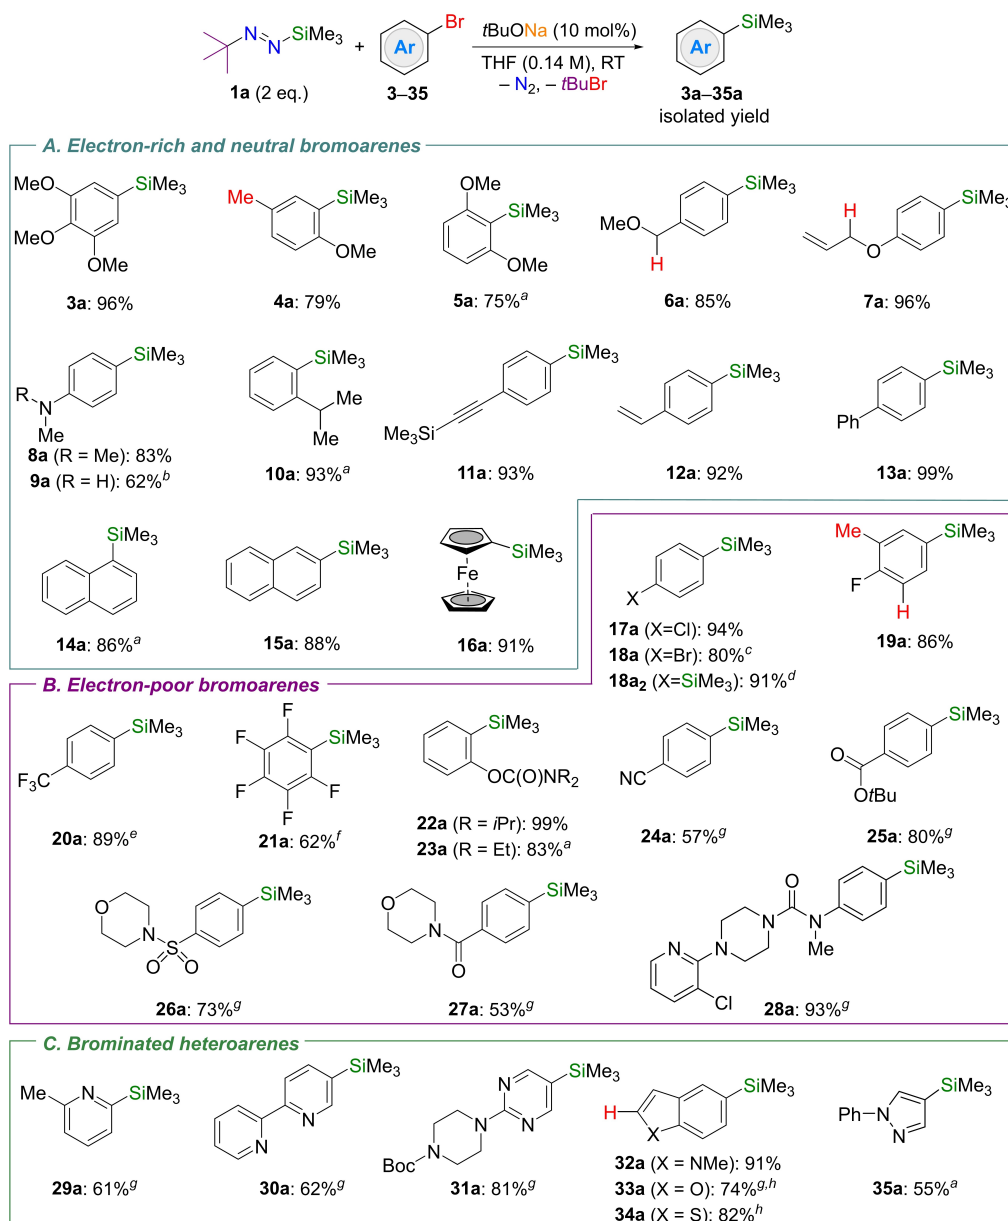 N N SiMe3 + Ar Br tBuONa (10 mol%) Ar SiMe3
THF (0.14 M), RT
– N2, – tBuBr
1a (2 eq.) 3–35 3a–35a
isolated yield
A. Electron-rich and neutral bromoarenes
MeO MeO OMe SiMe3
Me SiMe3 OMe
OMe SiMe3 OMe
MeO H SiMe3
H O SiMe3
3a: 96% 4a: 79% 5a: 75%a 6a: 85% 7a: 96%
R N Me SiMe3
SiMe3 Me Me
Me3Si SiMe3
SiMe3
Ph SiMe3
8a (R = Me): 83%
9a (R = H): 62%b
10a: 93%a 11a: 93% 12a: 92% 13a: 99%
SiMe3
SiMe3
Fe SiMe3
X SiMe3
Me F H SiMe3
14a: 86%a 15a: 88% 16a: 91%
17a (X=Cl): 94%
18a (X=Br): 80%c
18a2 (X=SiMe3): 91%d
19a: 86%
B. Electron-poor bromoarenes
F3C SiMe3
F F F F F SiMe3
SiMe3 OC(O)NR2
NC SiMe3
O OtBu SiMe3
20a: 89%e 21a: 62%f
22a (R = iPr): 99%
23a (R = Et): 83%a
24a: 57%g 25a: 80%g
O N S O O SiMe3
O N O SiMe3
N Cl N N O N Me SiMe3
26a: 73%g 27a: 53%g 28a: 93%g
C. Brominated heteroarenes
Me N SiMe3
N N SiMe3
Boc N N N N SiMe3
H X SiMe3
Ph N N SiMe3
29a: 61%g 30a: 62%g 31a: 81%g
32a (X = NMe): 91%
33a (X = O): 74%g,h
34a (X = S): 82%h
35a: 55%a